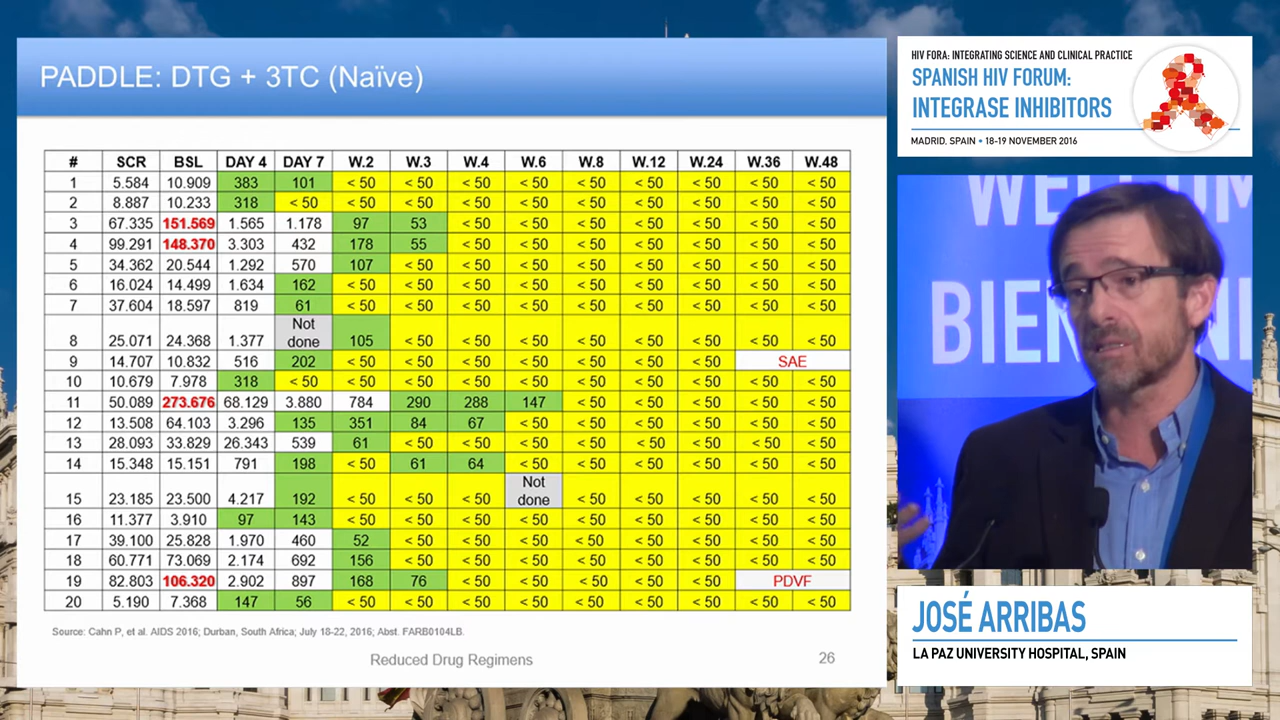 PADDLE: DTG + 3TC (Naïve)
# SCR BSL DAY 4 DAY 7 W.2 W.3 W.4 W.6 W.8 W.12 W.24 W.36 W.48
1 5.584 10.909 383 101 < 50 < 50 < 50 < 50 < 50 < 50 < 50 < 50 < 50
2 8.887 10.233 318 < 50 < 50 < 50 < 50 < 50 < 50 < 50 < 50 < 50 < 50
3 67.335 151.569 1.565 1.178 97 53 < 50 < 50 < 50 < 50 < 50 < 50 < 50
4 99.291 148.370 3.303 432 178 55 < 50 < 50 < 50 < 50 < 50 < 50 < 50
5 34.362 20.544 1.292 570 107 < 50 < 50 < 50 < 50 < 50 < 50 < 50 < 50
6 16.024 14.499 1.634 162 < 50 < 50 < 50 < 50 < 50 < 50 < 50 < 50 < 50
7 37.604 18.597 819 61 < 50 < 50 < 50 < 50 < 50 < 50 < 50 < 50 < 50
8 25.071 24.368 1.377 Not done 105 < 50 < 50 < 50 < 50 < 50 < 50 < 50 < 50
9 14.707 10.832 516 202 < 50 < 50 < 50 < 50 < 50 < 50 < 50 SAE
10 10.679 7.978 318 < 50 < 50 < 50 < 50 < 50 < 50 < 50 < 50 < 50 < 50
11 50.089 273.676 68.129 3.880 784 290 288 147 < 50 < 50 < 50 < 50 < 50
12 13.508 64.103 3.296 135 351 84 67 < 50 < 50 < 50 < 50 < 50 < 50
13 28.093 33.829 26.343 539 61 < 50 < 50 < 50 < 50 < 50 < 50 < 50 < 50
14 15.348 15.151 791 198 < 50 61 64 < 50 < 50 < 50 < 50 < 50 < 50
15 23.185 23.500 4.217 192 < 50 < 50 < 50 Not done < 50 < 50 < 50 < 50 < 50
16 11.377 3.910 97 143 < 50 < 50 < 50 < 50 < 50 < 50 < 50 < 50 < 50
17 39.100 25.828 1.970 460 52 < 50 < 50 < 50 < 50 < 50 < 50 < 50 < 50
18 60.771 73.069 2.174 692 156 < 50 < 50 < 50 < 50 < 50 < 50 < 50 < 50
19 82.803 106.320 2.902 897 168 76 < 50 < 50 < 50 < 50 < 50 PDVF
20 5.190 7.368 147 56 < 50 < 50 < 50 < 50 < 50 < 50 < 50 < 50 < 50
Source: Cahn P, et al. AIDS 2016; Durban, South Africa; July 18-22, 2016; Abst. FARB0104LB.
Reduced Drug Regimens
26
HIV FORA: INTEGRATING SCIENCE AND CLINICAL PRACTICE
SPANISH HIV FORUM:
INTEGRASE INHIBITORS
MADRID, SPAIN • 18-19 NOVEMBER 2016
JOSÉ ARRIBAS
LA PAZ UNIVERSITY HOSPITAL, SPAIN